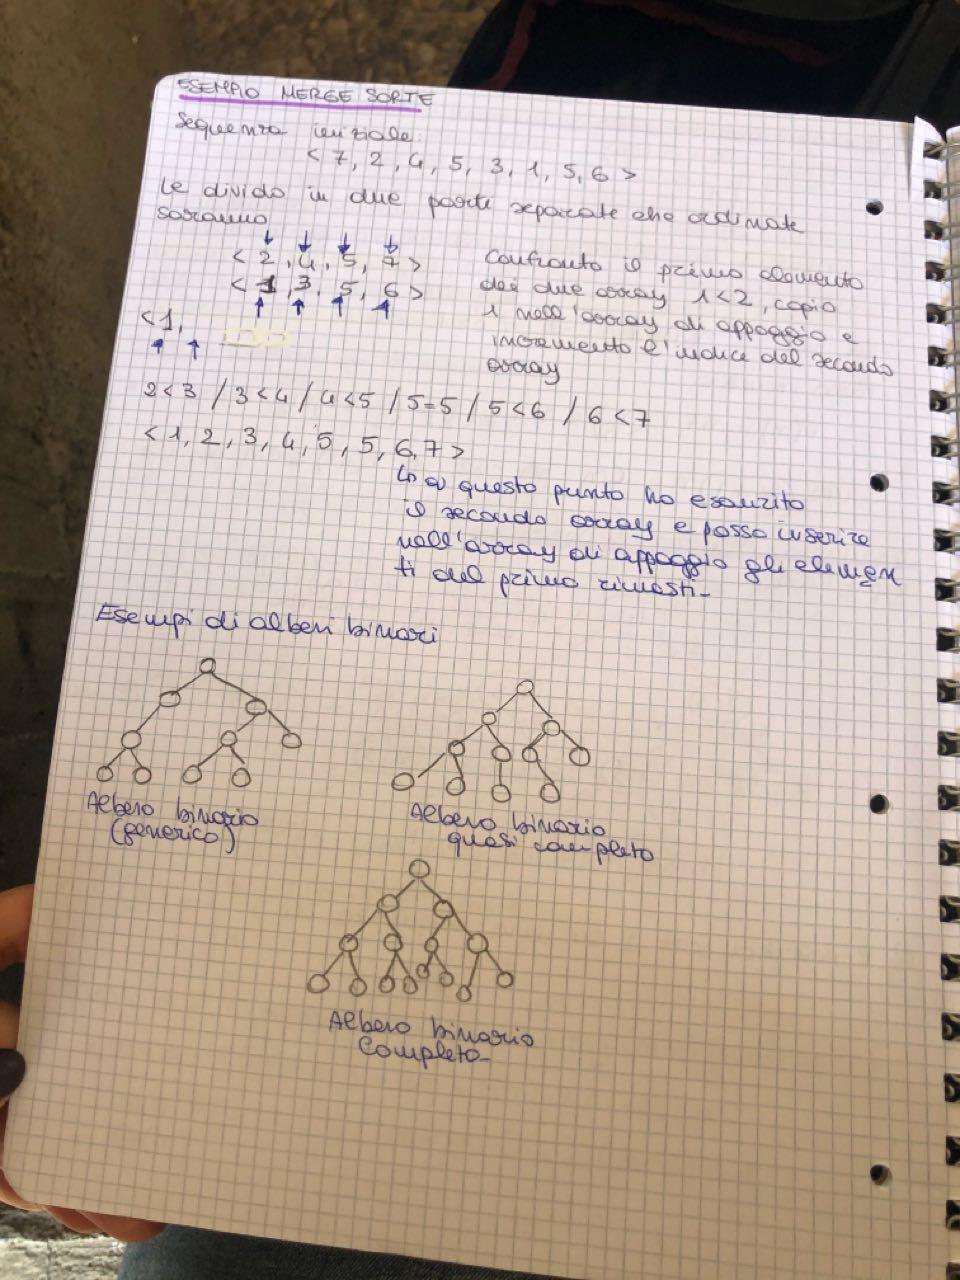 ESEMPIO MERGE SORTE
Sequenza iniziale:
< 7, 2, 4, 5, 3, 1, 5, 6 >
Le divido in due parti separate che ordinate
saranno
< 2, 4, 5, 7 >
< 1, 3, 5, 6 >
< 1,
Confronto il primo elemento
dei due array 1<2, copio
1 nell'array di appoggio e
incremento l'indice del secondo
array
2<3 / 3<4 / 4<5 / 5=5 / 5<6 / 6<7
< 1, 2, 3, 4, 5, 5, 6, 7 >
↳ a questo punto ho esaurito
il secondo array e posso inserire
nell'array di appoggio gli elemen
ti del primo rimasti-
Esempi di alberi binari
Albero binario
(generico)
Albero binario
quasi completo
Albero binario
Completo-